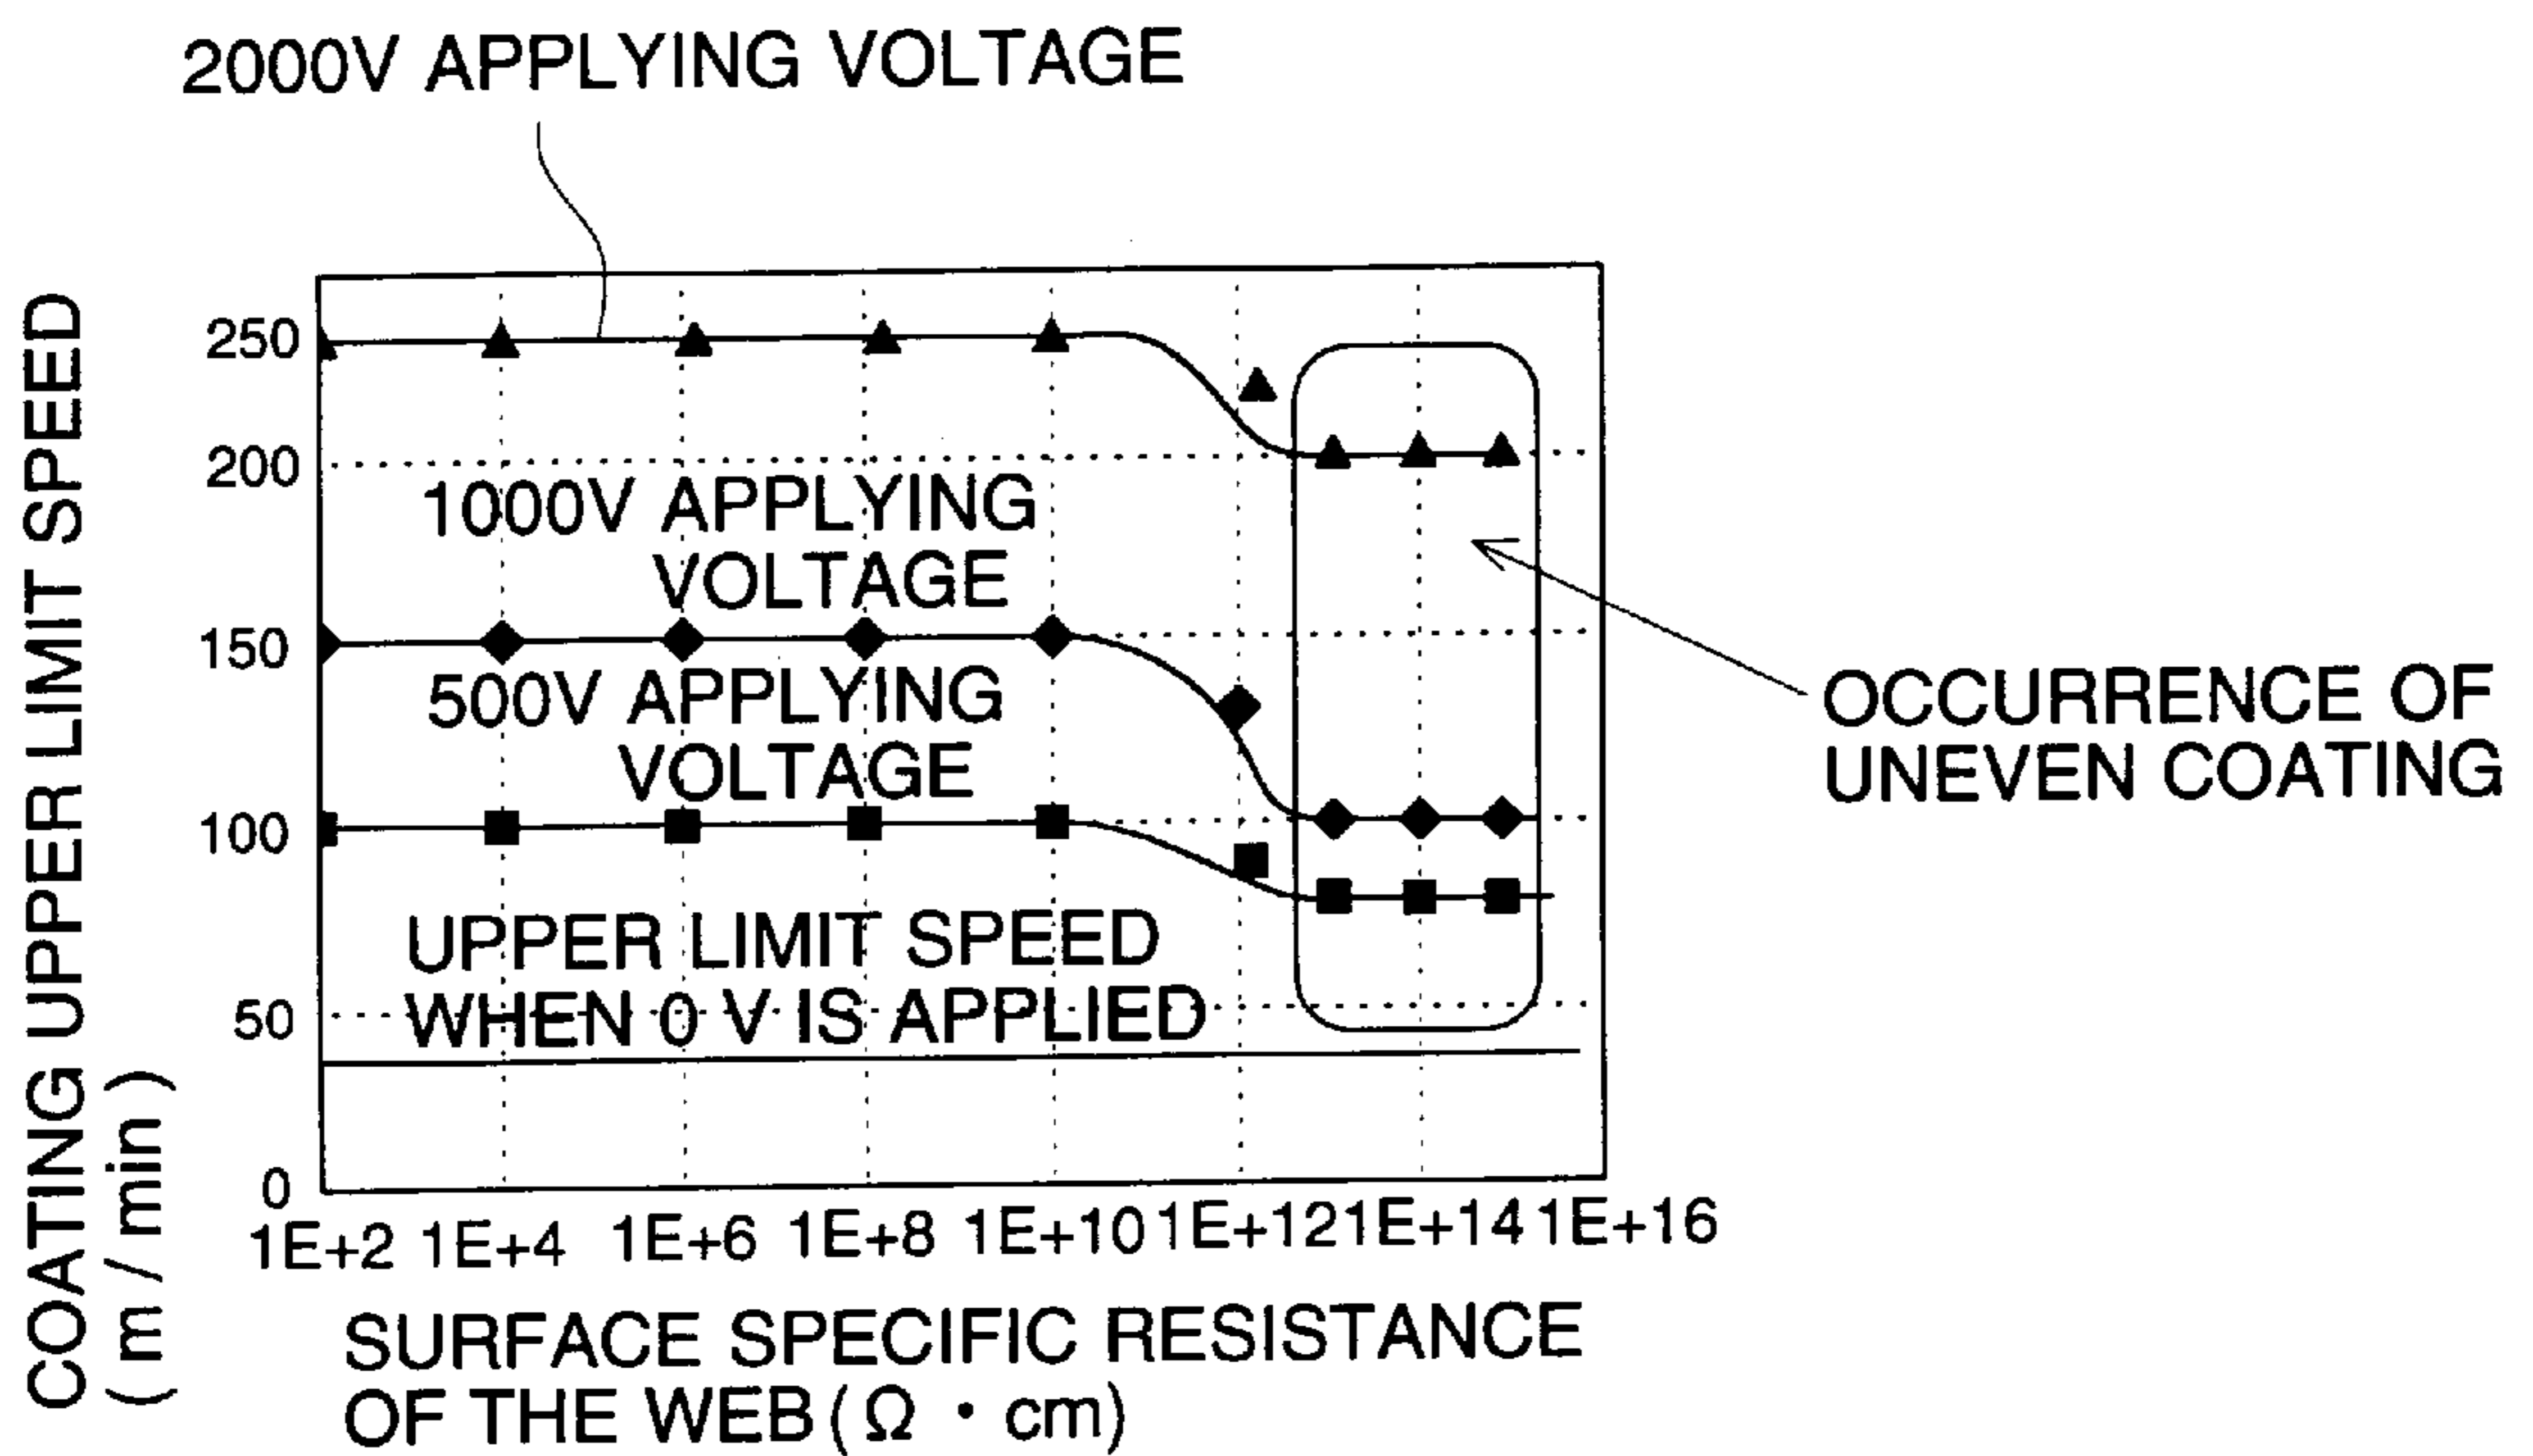 2000V APPLYING VOLTAGE
COATING UPPER LIMIT SPEED
( m / min )
250
200
150
100
50
0
1000V APPLYING
VOLTAGE
500V APPLYING
VOLTAGE
UPPER LIMIT SPEED
WHEN 0 V IS APPLIED
OCCURRENCE OF
UNEVEN COATING
1E+2 1E+4 1E+6 1E+8 1E+10 1E+12 1E+14 1E+16
SURFACE SPECIFIC RESISTANCE
OF THE WEB ( Ω ・ cm)